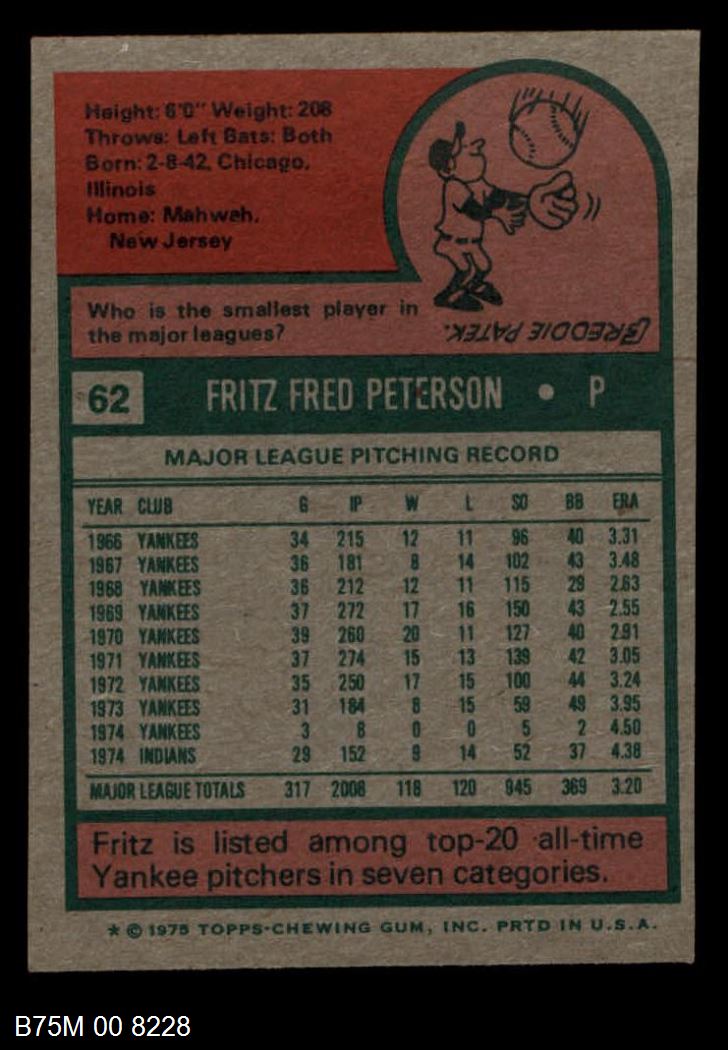 Height: 6'0" Weight: 208
Throws: Left Bats: Both
Born: 2-8-42, Chicago,
Illinois
Home: Mahwah,
New Jersey
Who is the smallest player in
the major leagues?
FREDDIE PATEK.
62 FRITZ FRED PETERSON • P
MAJOR LEAGUE PITCHING RECORD
YEAR CLUB G IP W L SO BB ERA
1966 YANKEES 34 215 12 11 96 40 3.31
1967 YANKEES 36 181 8 14 102 43 3.48
1968 YANKEES 36 212 12 11 115 29 2.63
1969 YANKEES 37 272 17 16 150 43 2.55
1970 YANKEES 39 260 20 11 127 40 2.91
1971 YANKEES 37 274 15 13 139 42 3.05
1972 YANKEES 35 250 17 15 100 44 3.24
1973 YANKEES 31 184 8 15 59 49 3.95
1974 YANKEES 3 8 0 0 5 2 4.50
1974 INDIANS 29 152 9 14 52 37 4.38
MAJOR LEAGUE TOTALS 317 2008 118 120 945 369 3.20
Fritz is listed among top-20 all-time
Yankee pitchers in seven categories.
* © 1975 TOPPS-CHEWING GUM, INC. PRTD IN U.S.A.
B75M 00 8228